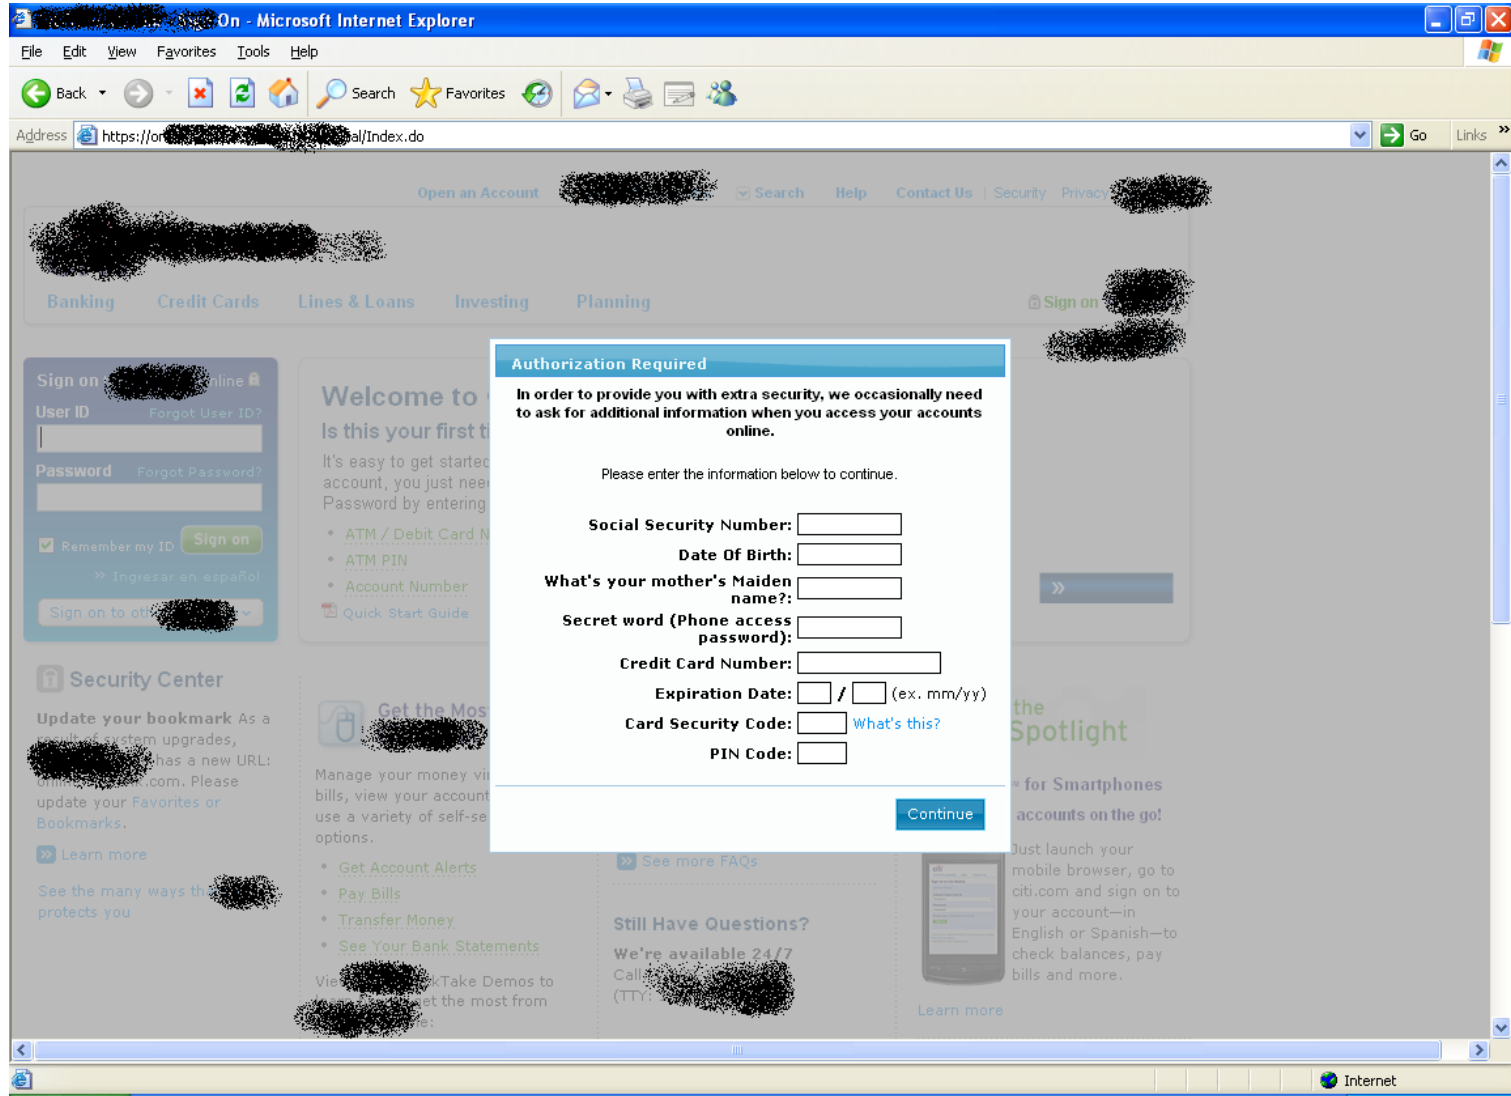 On - Microsoft Internet Explorer
File Edit View Favorites Tools Help
Back Search Favorites
Address https://on al/Index.do Go Links »
Open an Account Search Help Contact Us | Security Privacy
Banking Credit Cards Lines & Loans Investing Planning
Sign on
Authorization Required
In order to provide you with extra security, we occasionally need
to ask for additional information when you access your accounts
online.
Please enter the information below to continue.
Social Security Number:
Date Of Birth:
What's your mother's Maiden
name?:
Secret word (Phone access
password):
Credit Card Number:
Expiration Date: / (ex. mm/yy)
Card Security Code: What's this?
PIN Code:
Continue
Sign on nline
User ID Forgot User ID?
Password Forgot Password?
Remember my ID Sign on
» Ingresar en español
Sign on to
Welcome to
Is this your first
It's easy to get started
account, you just need
Password by entering
• ATM / Debit Card N
• ATM PIN
• Account Number
Quick Start Guide
»
Security Center
Update your bookmark As a
result of system upgrades,
has a new URL:
.com. Please
update your Favorites or
Bookmarks.
» Learn more
See the many ways
protects you
Get the Mos
Manage your money
bills, view your account
use a variety of self-se
options.
• Get Account Alerts
• Pay Bills
• Transfer Money
• See Your Bank Statements
kTake Demos to
get the most from
» See more FAQs
Still Have Questions?
We're available 24/7
Call
(TTY:
the
Spotlight
for Smartphones
accounts on the go!
Just launch your
mobile browser, go to
citi.com and sign on to
your account—in
English or Spanish—to
check balances, pay
bills and more.
Learn more
Internet